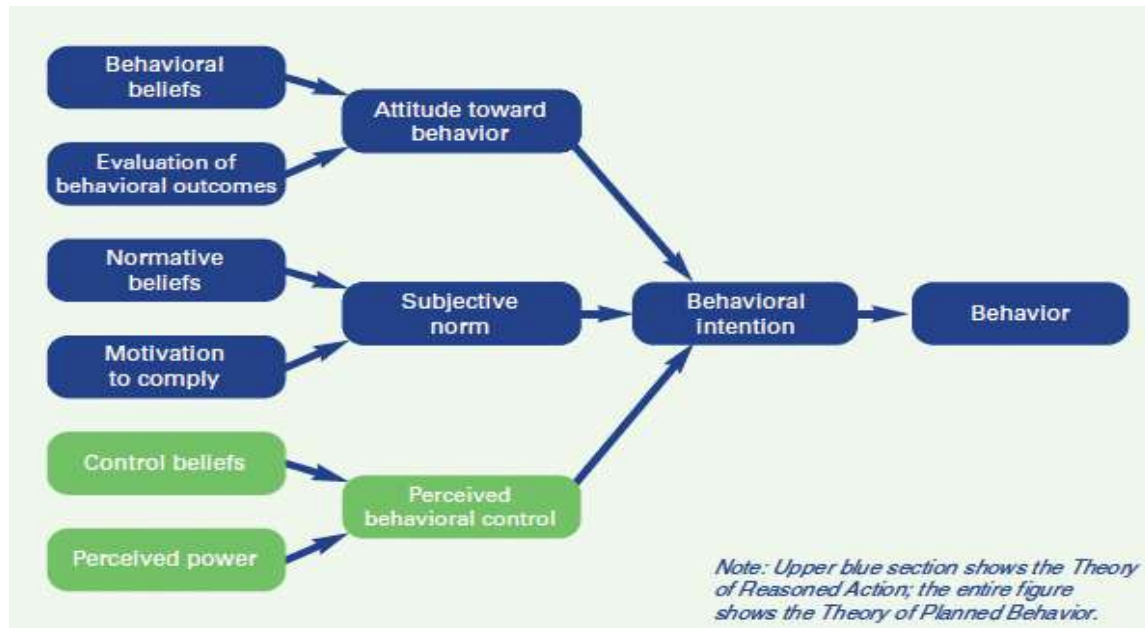 Behavioral
beliefs
Evaluation of
behavioral outcomes
Attitude toward
behavior
Normative
beliefs
Motivation
to comply
Subjective
norm
Control beliefs
Perceived power
Perceived
behavioral control
Behavioral
intention
Behavior
Note: Upper blue section shows the Theory
of Reasoned Action; the entire figure
shows the Theory of Planned Behavior.